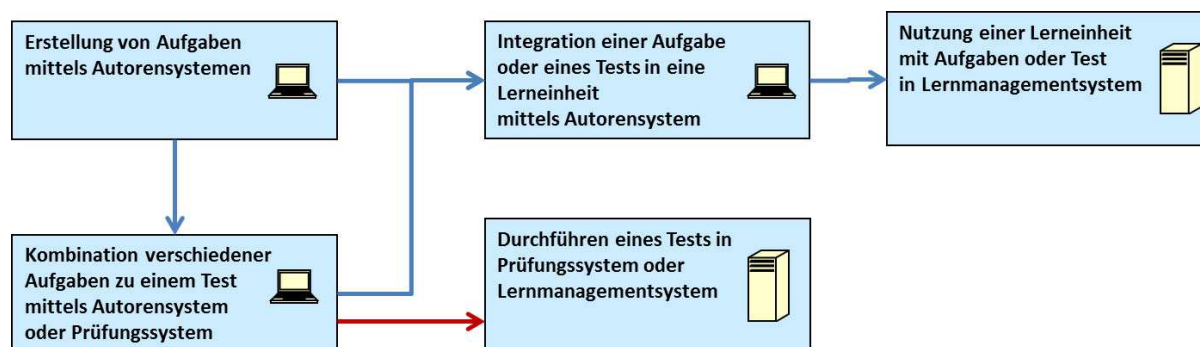 Erstellung von Aufgaben
mittels Autorensystemen
Integration einer Aufgabe
oder eines Tests in eine
Lerneinheit
mittels Autorensystem
Nutzung einer Lerneinheit
mit Aufgaben oder Test
in Lernmanagementsystem
Kombination verschiedener
Aufgaben zu einem Test
mittels Autorensystem
oder Prüfungssystem
Durchführen eines Tests in
Prüfungssystem oder
Lernmanagementsystem